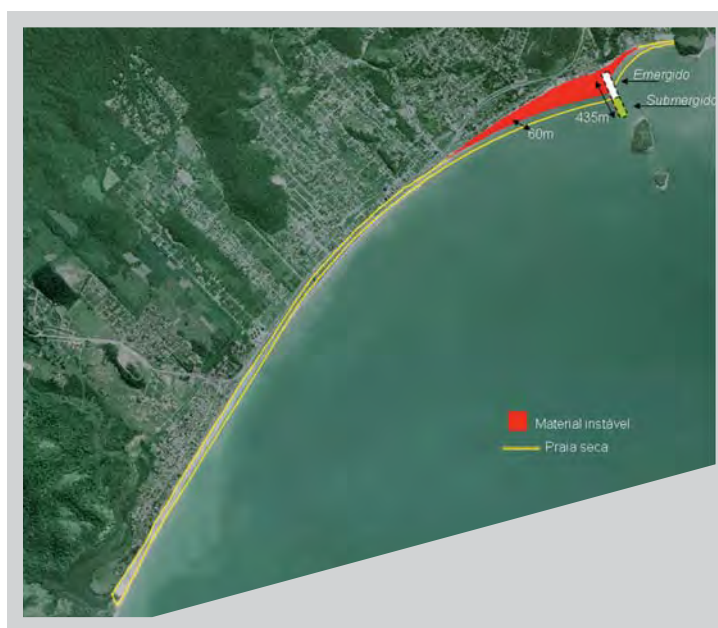 Emergido
Submergido
435m
60m
Material instável
Praia seca